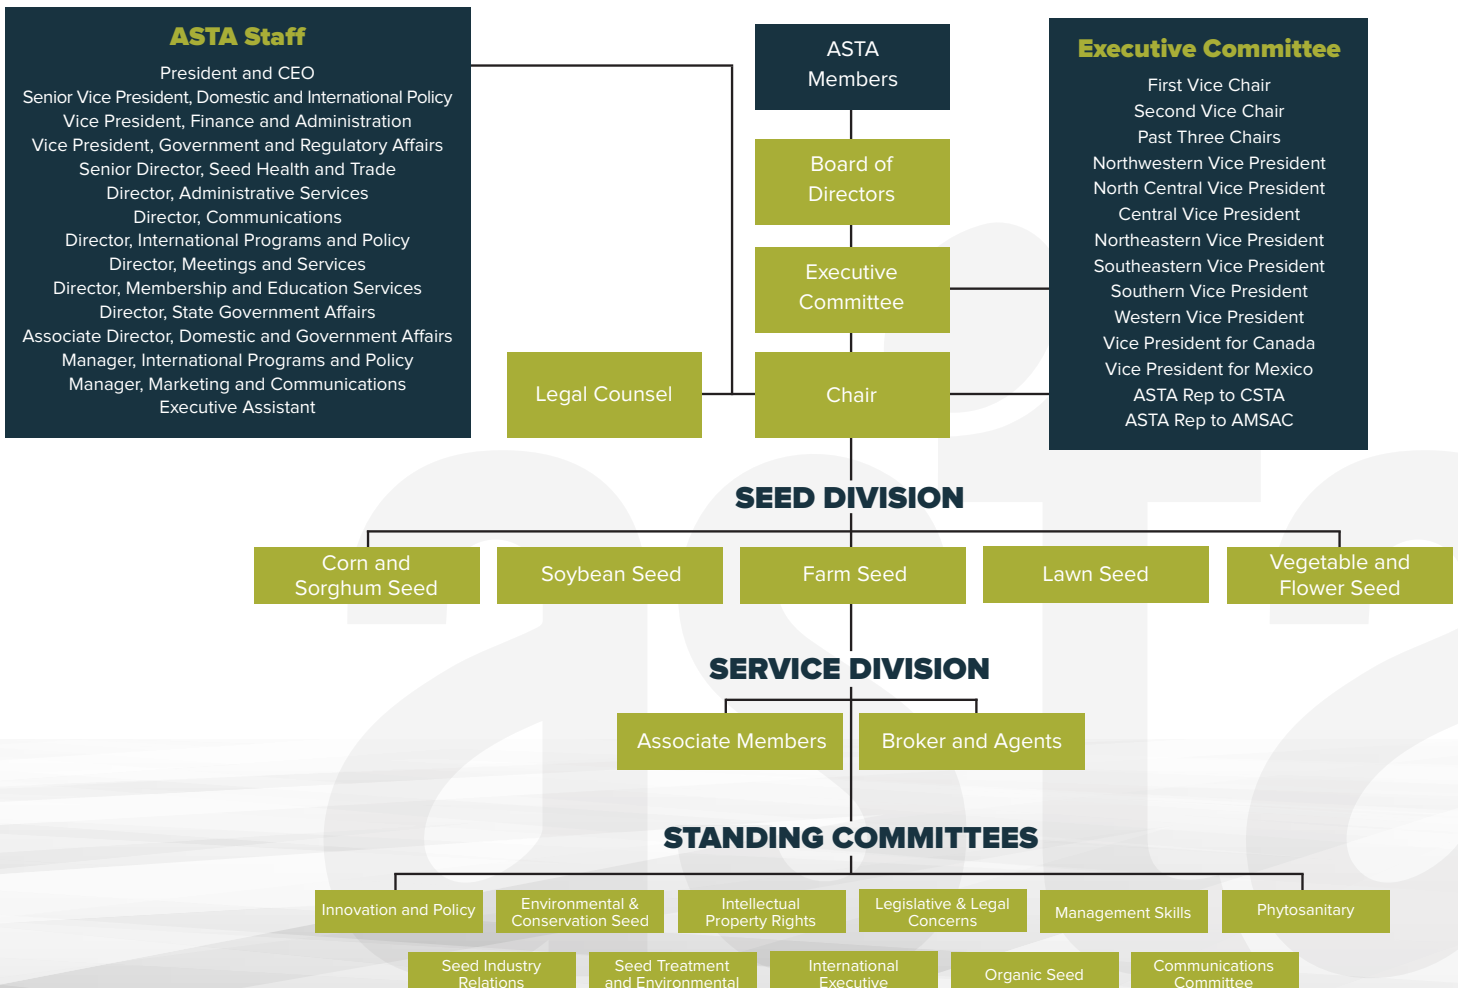 ASTA Staff
President and CEO
Senior Vice President, Domestic and International Policy
Vice President, Finance and Administration
Vice President, Government and Regulatory Affairs
Senior Director, Seed Health and Trade
Director, Administrative Services
Director, Communications
Director, International Programs and Policy
Director, Meetings and Services
Director, Membership and Education Services
Director, State Government Affairs
Associate Director, Domestic and Government Affairs
Manager, International Programs and Policy
Manager, Marketing and Communications
Executive Assistant
ASTA
Members
Board of
Directors
Executive
Committee
Legal Counsel
Chair
Executive Committee
First Vice Chair
Second Vice Chair
Past Three Chairs
Northwestern Vice President
North Central Vice President
Central Vice President
Northeastern Vice President
Southeastern Vice President
Southern Vice President
Western Vice President
Vice President for Canada
Vice President for Mexico
ASTA Rep to CSTA
ASTA Rep to AMSAC
SEED DIVISION
Corn and
Sorghum Seed
Soybean Seed
Farm Seed
Lawn Seed
Vegetable and
Flower Seed
SERVICE DIVISION
Associate Members
Broker and Agents
STANDING COMMITTEES
Innovation and Policy
Environmental &
Conservation Seed
Intellectual
Property Rights
Legislative & Legal
Concerns
Management Skills
Phytosanitary
Seed Industry
Relations
Seed Treatment
and Environmental
International
Executive
Organic Seed
Communications
Committee
asta